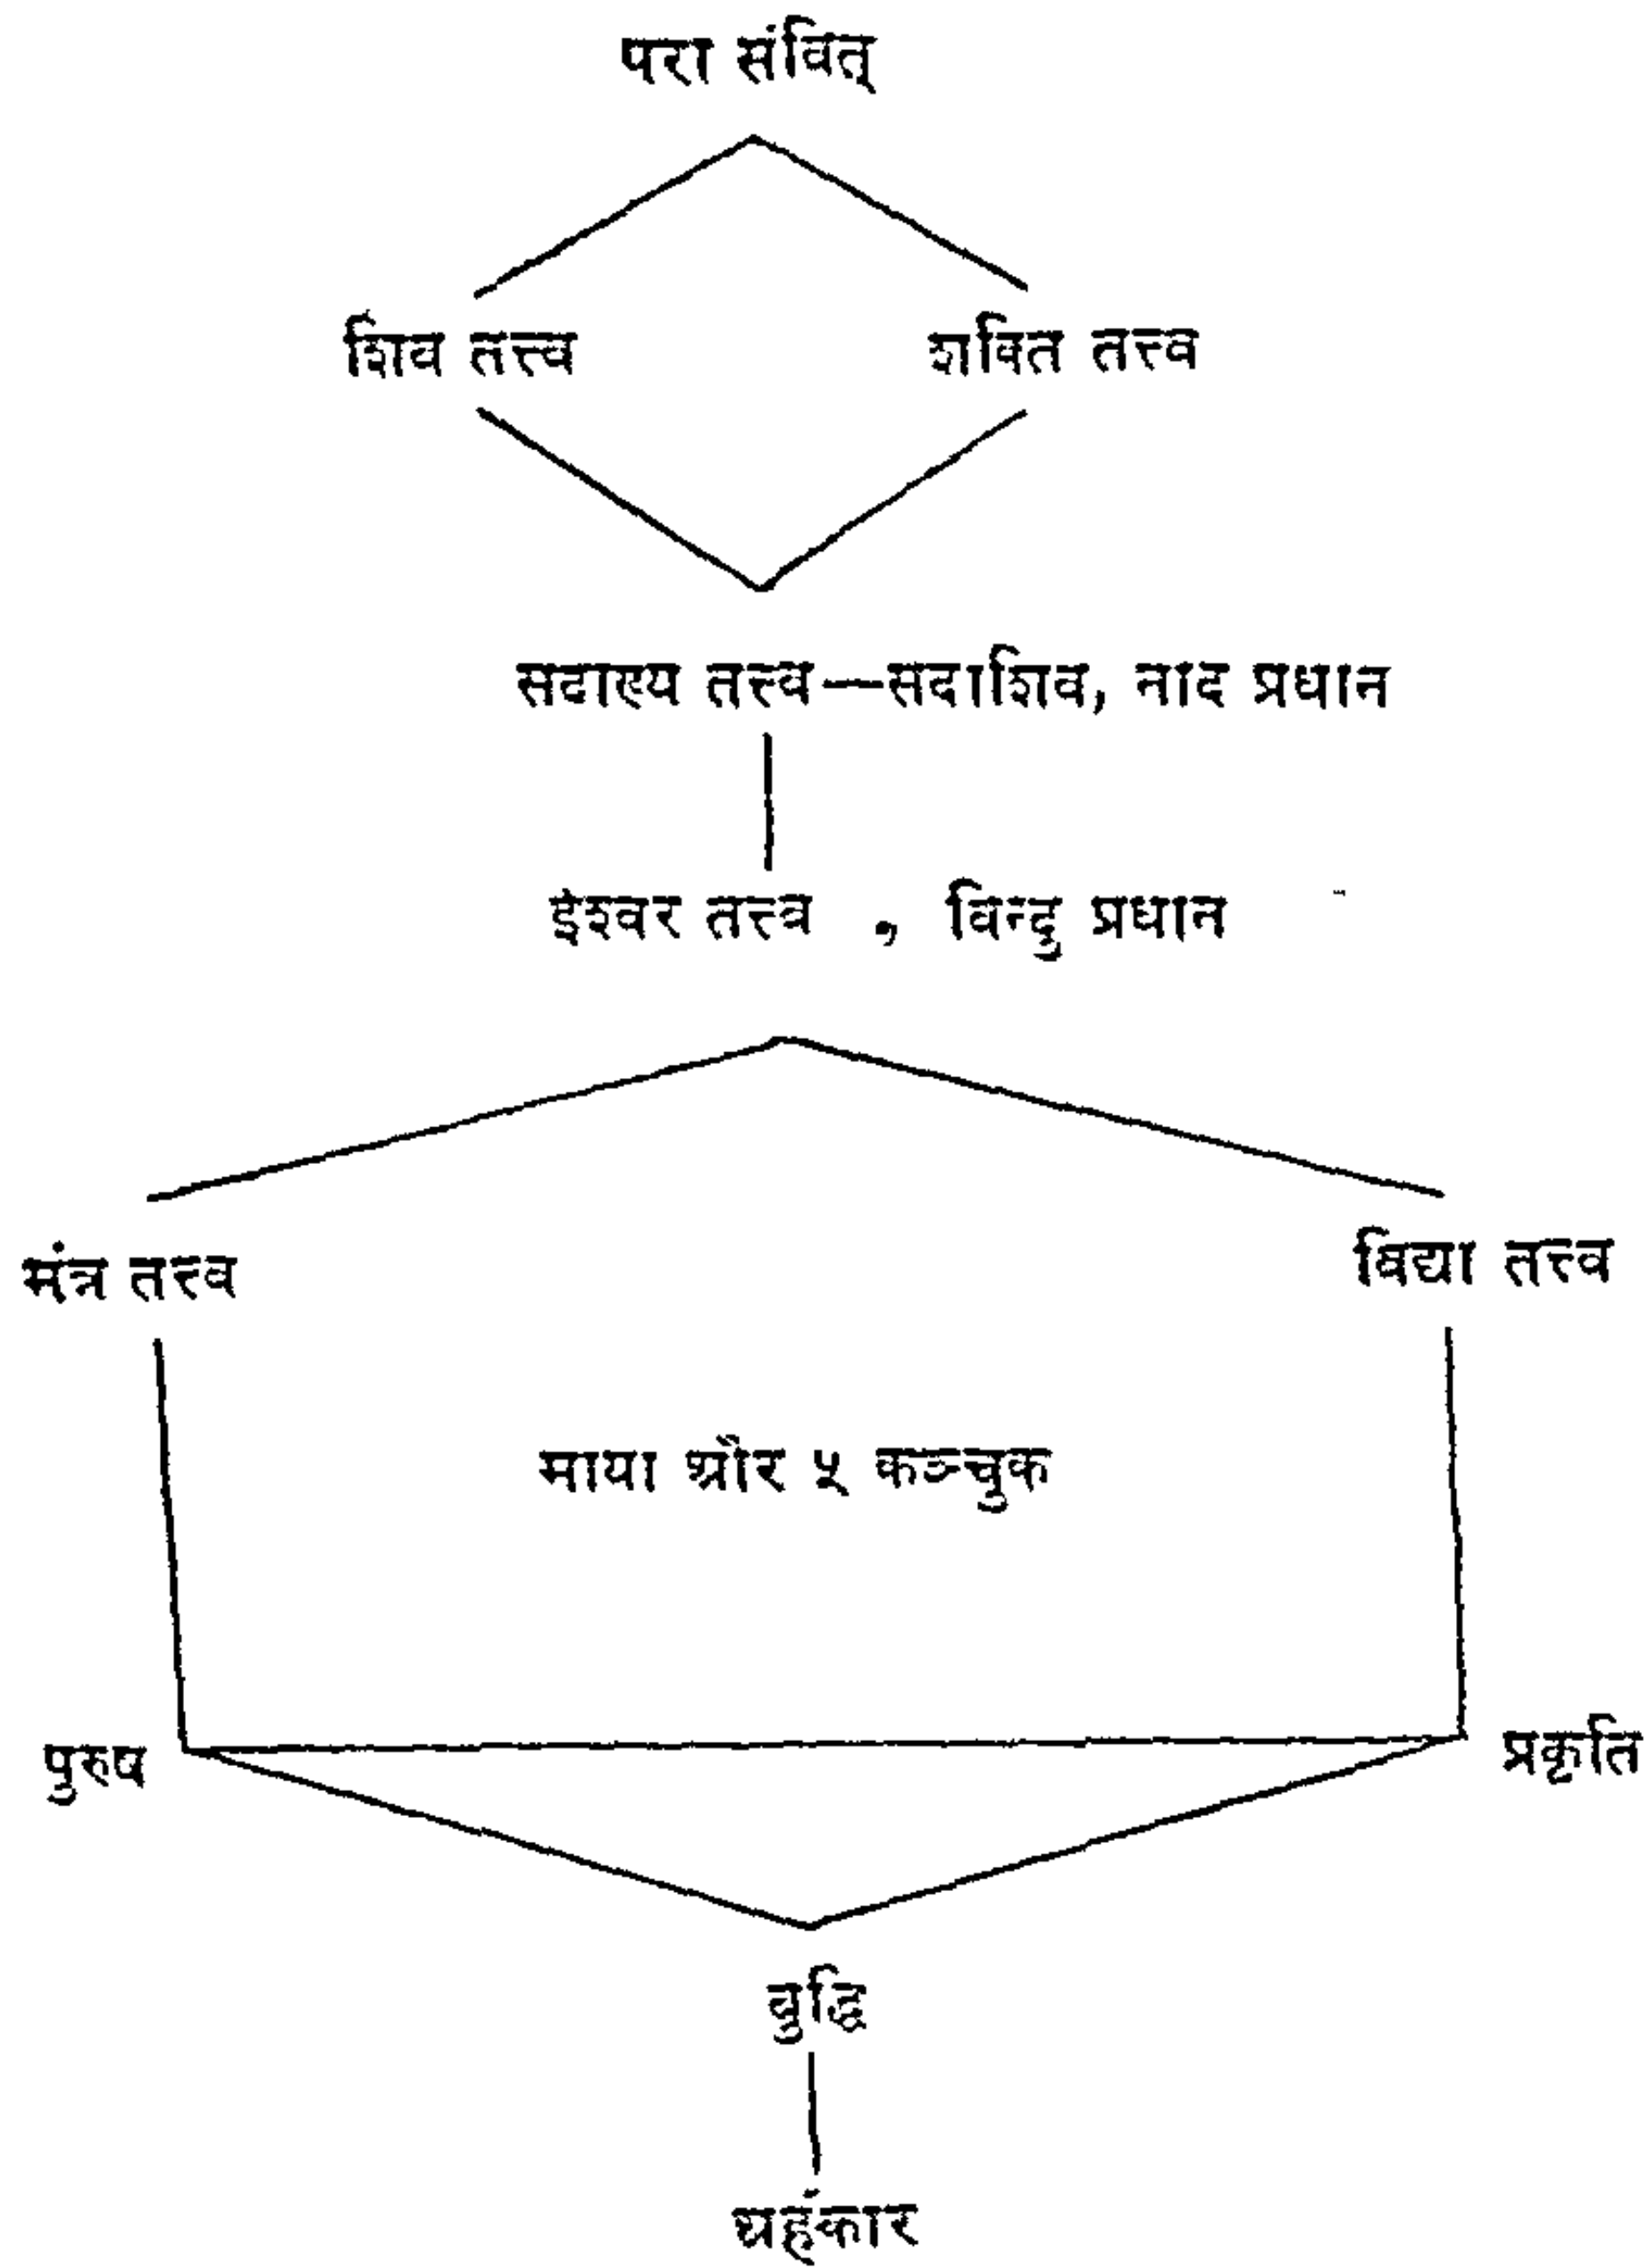 परा संवित्
शिव तत्त्व शक्ति तत्त्व
सदाख्य तत्त्व—सदाशिव, नाद प्रधान
ईश्वर तत्त्व , विन्दु प्रधान
मंत्र तत्त्व विद्या तत्त्व
माया और ५ कञ्चुक
पुरुष प्रकृति
बुद्धि
अहंकार